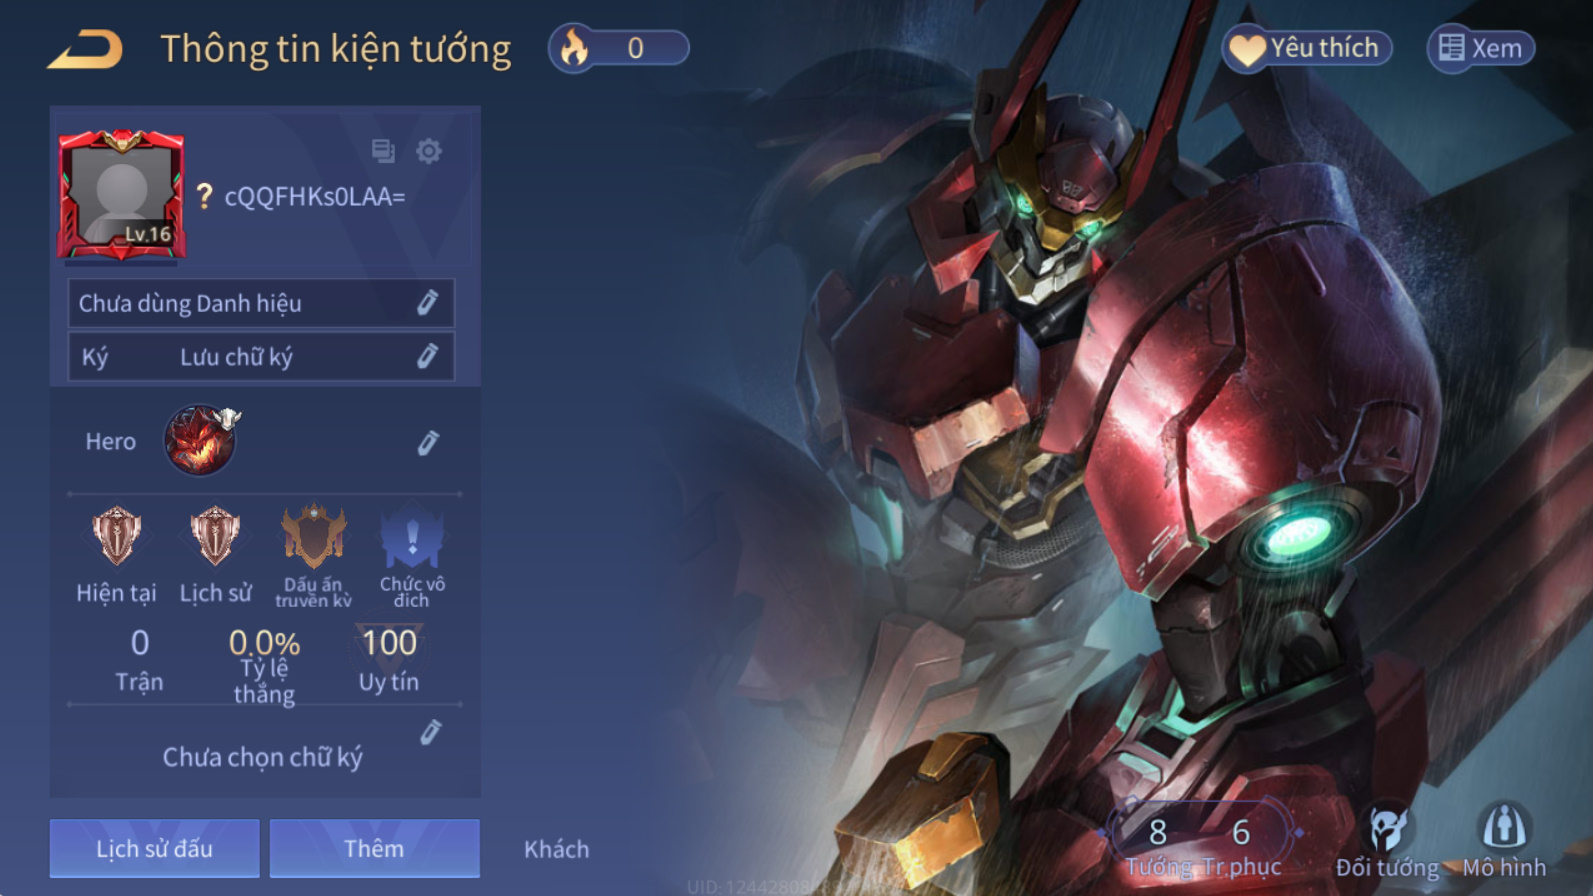 Thông tin kiện tướng
0
Yêu thích
Xem
Lv.16
? cQQFHKs0LAA=
Chưa dùng Danh hiệu
Ký Lưu chữ ký
Hero
Hiện tại
Lịch sử
Dấu ấn
truyền kỳ
Chức vô
địch
0
Trận
0.0%
Tỷ lệ
thắng
100
Uy tín
Chưa chọn chữ ký
Lịch sử đấu
Thêm
Khách
8
Tướng
6
Tr.phục
Đổi tướng
Mô hình